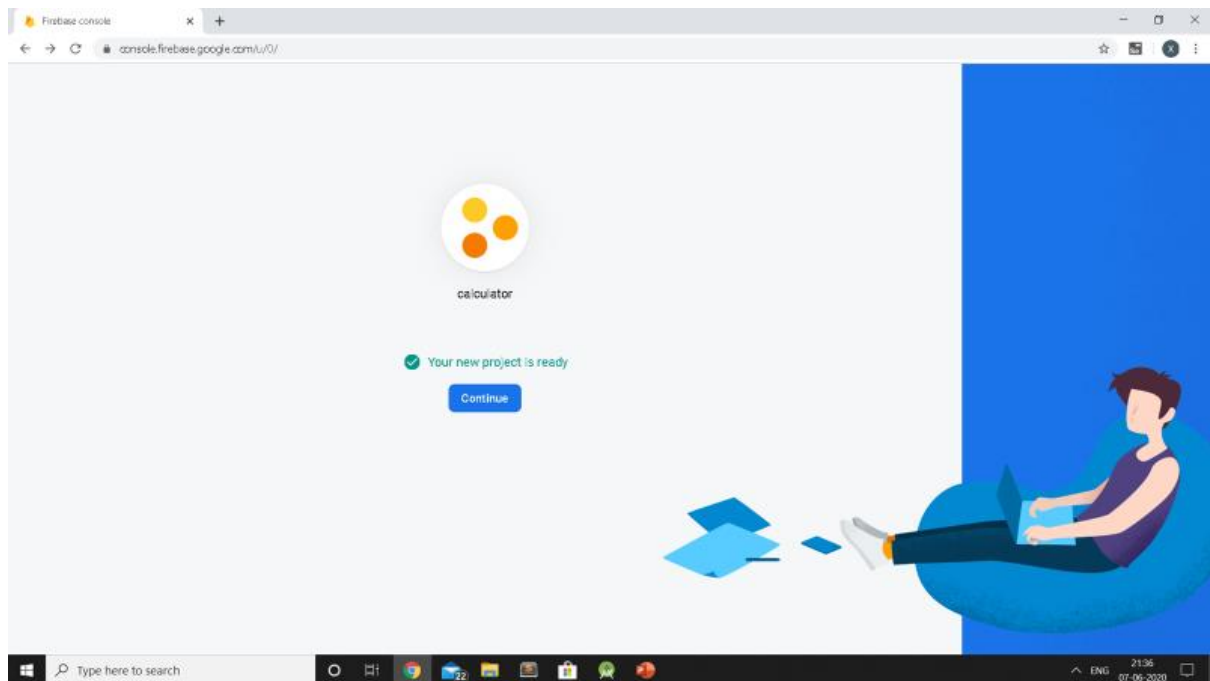 Firebase console
console.firebase.google.com/u/0/
X
calculator
Your new project is ready
Continue
Type here to search
22
ENG
21:36
07-06-2020